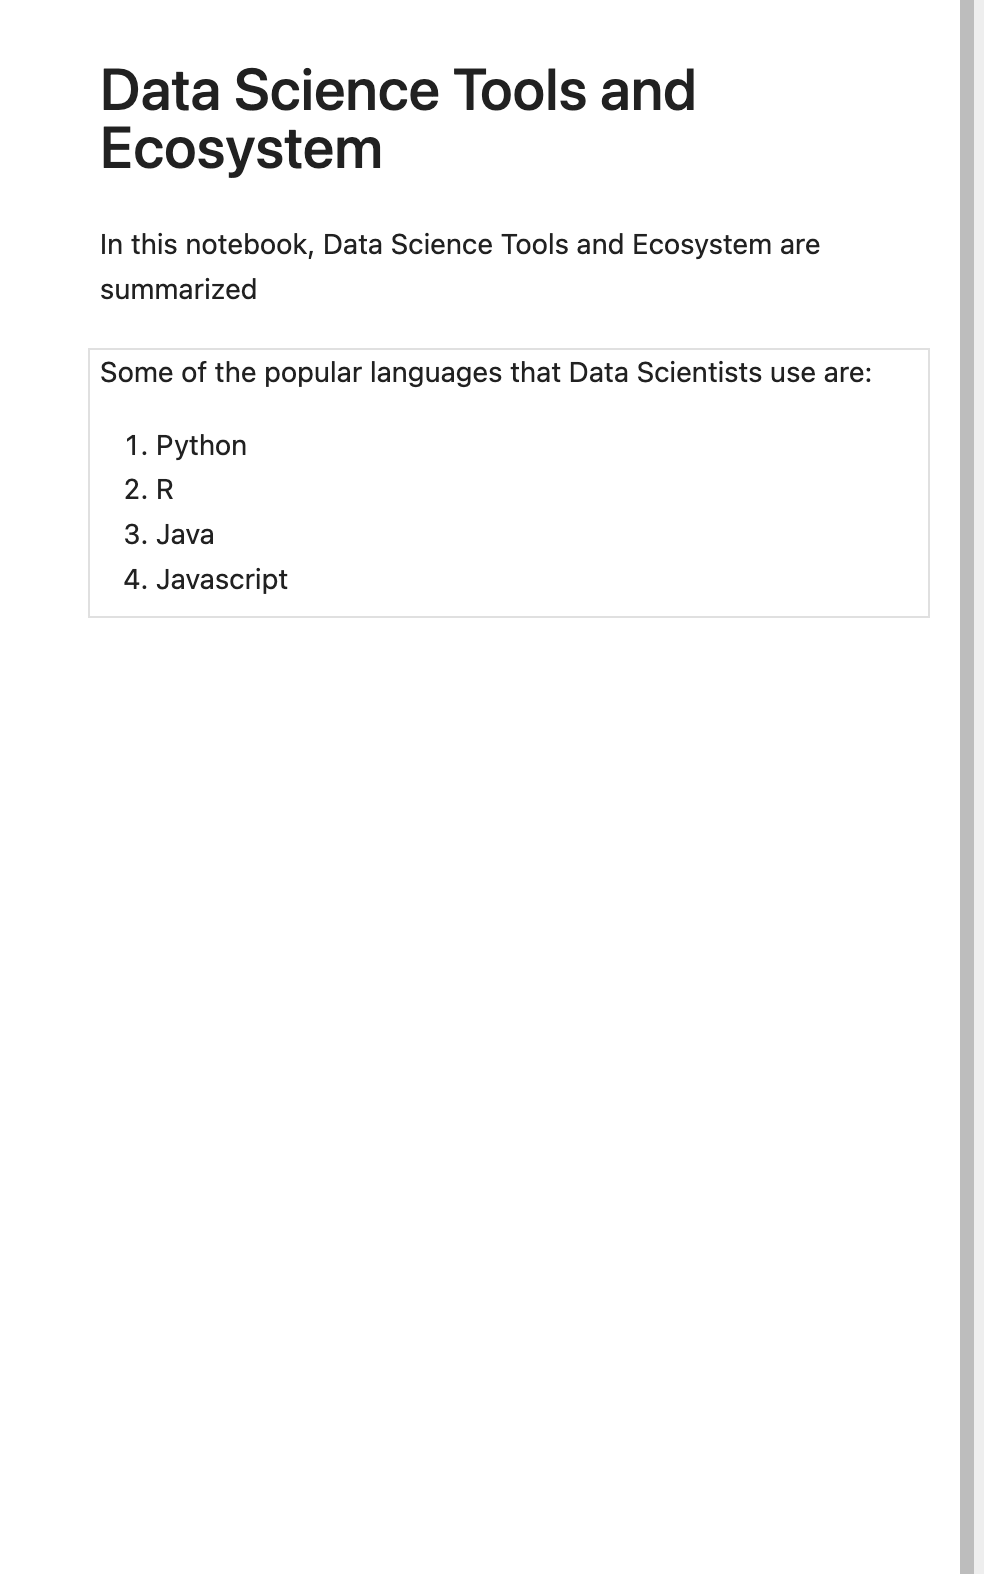 Data Science Tools and
Ecosystem
In this notebook, Data Science Tools and Ecosystem are
summarized
Some of the popular languages that Data Scientists use are:
1. Python
2. R
3. Java
4. Javascript